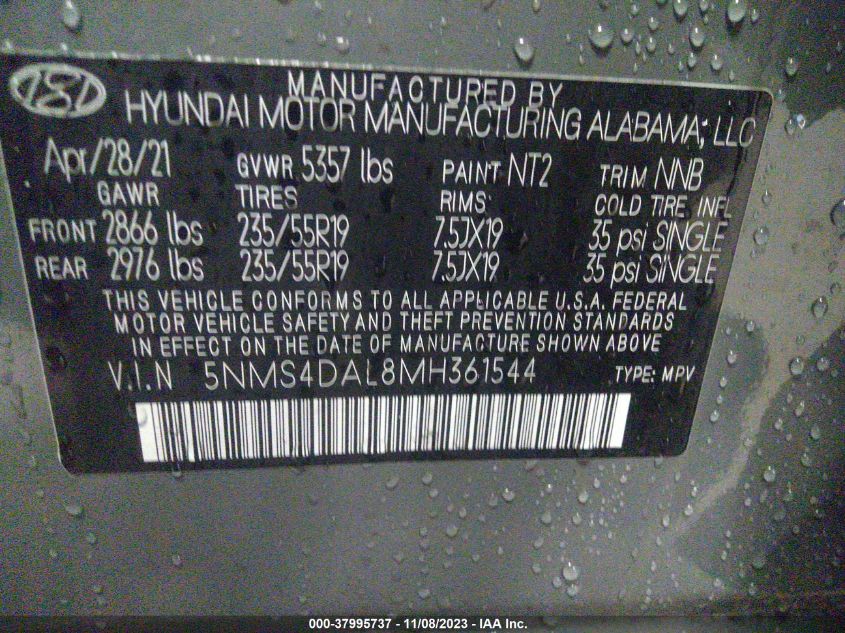 MANUFACTURED BY
HYUNDAI MOTOR MANUFACTURING ALABAMA, LLC
Apr/28/21 GVWR 5357 lbs PAINT NT2 TRIM NNB
GAWR TIRES RIMS COLD TIRE INFL
FRONT 2866 lbs 235/55R19 7.5JX19 35 psi SINGLE
REAR 2976 lbs 235/55R19 7.5JX19 35 psi SINGLE
THIS VEHICLE CONFORMS TO ALL APPLICABLE U.S.A. FEDERAL
MOTOR VEHICLE SAFETY AND THEFT PREVENTION STANDARDS
IN EFFECT ON THE DATE OF MANUFACTURE SHOWN ABOVE
V.I.N 5NMS4DAL8MH361544 TYPE: MPV
000-37995737 - 11/08/2023 - IAA Inc.